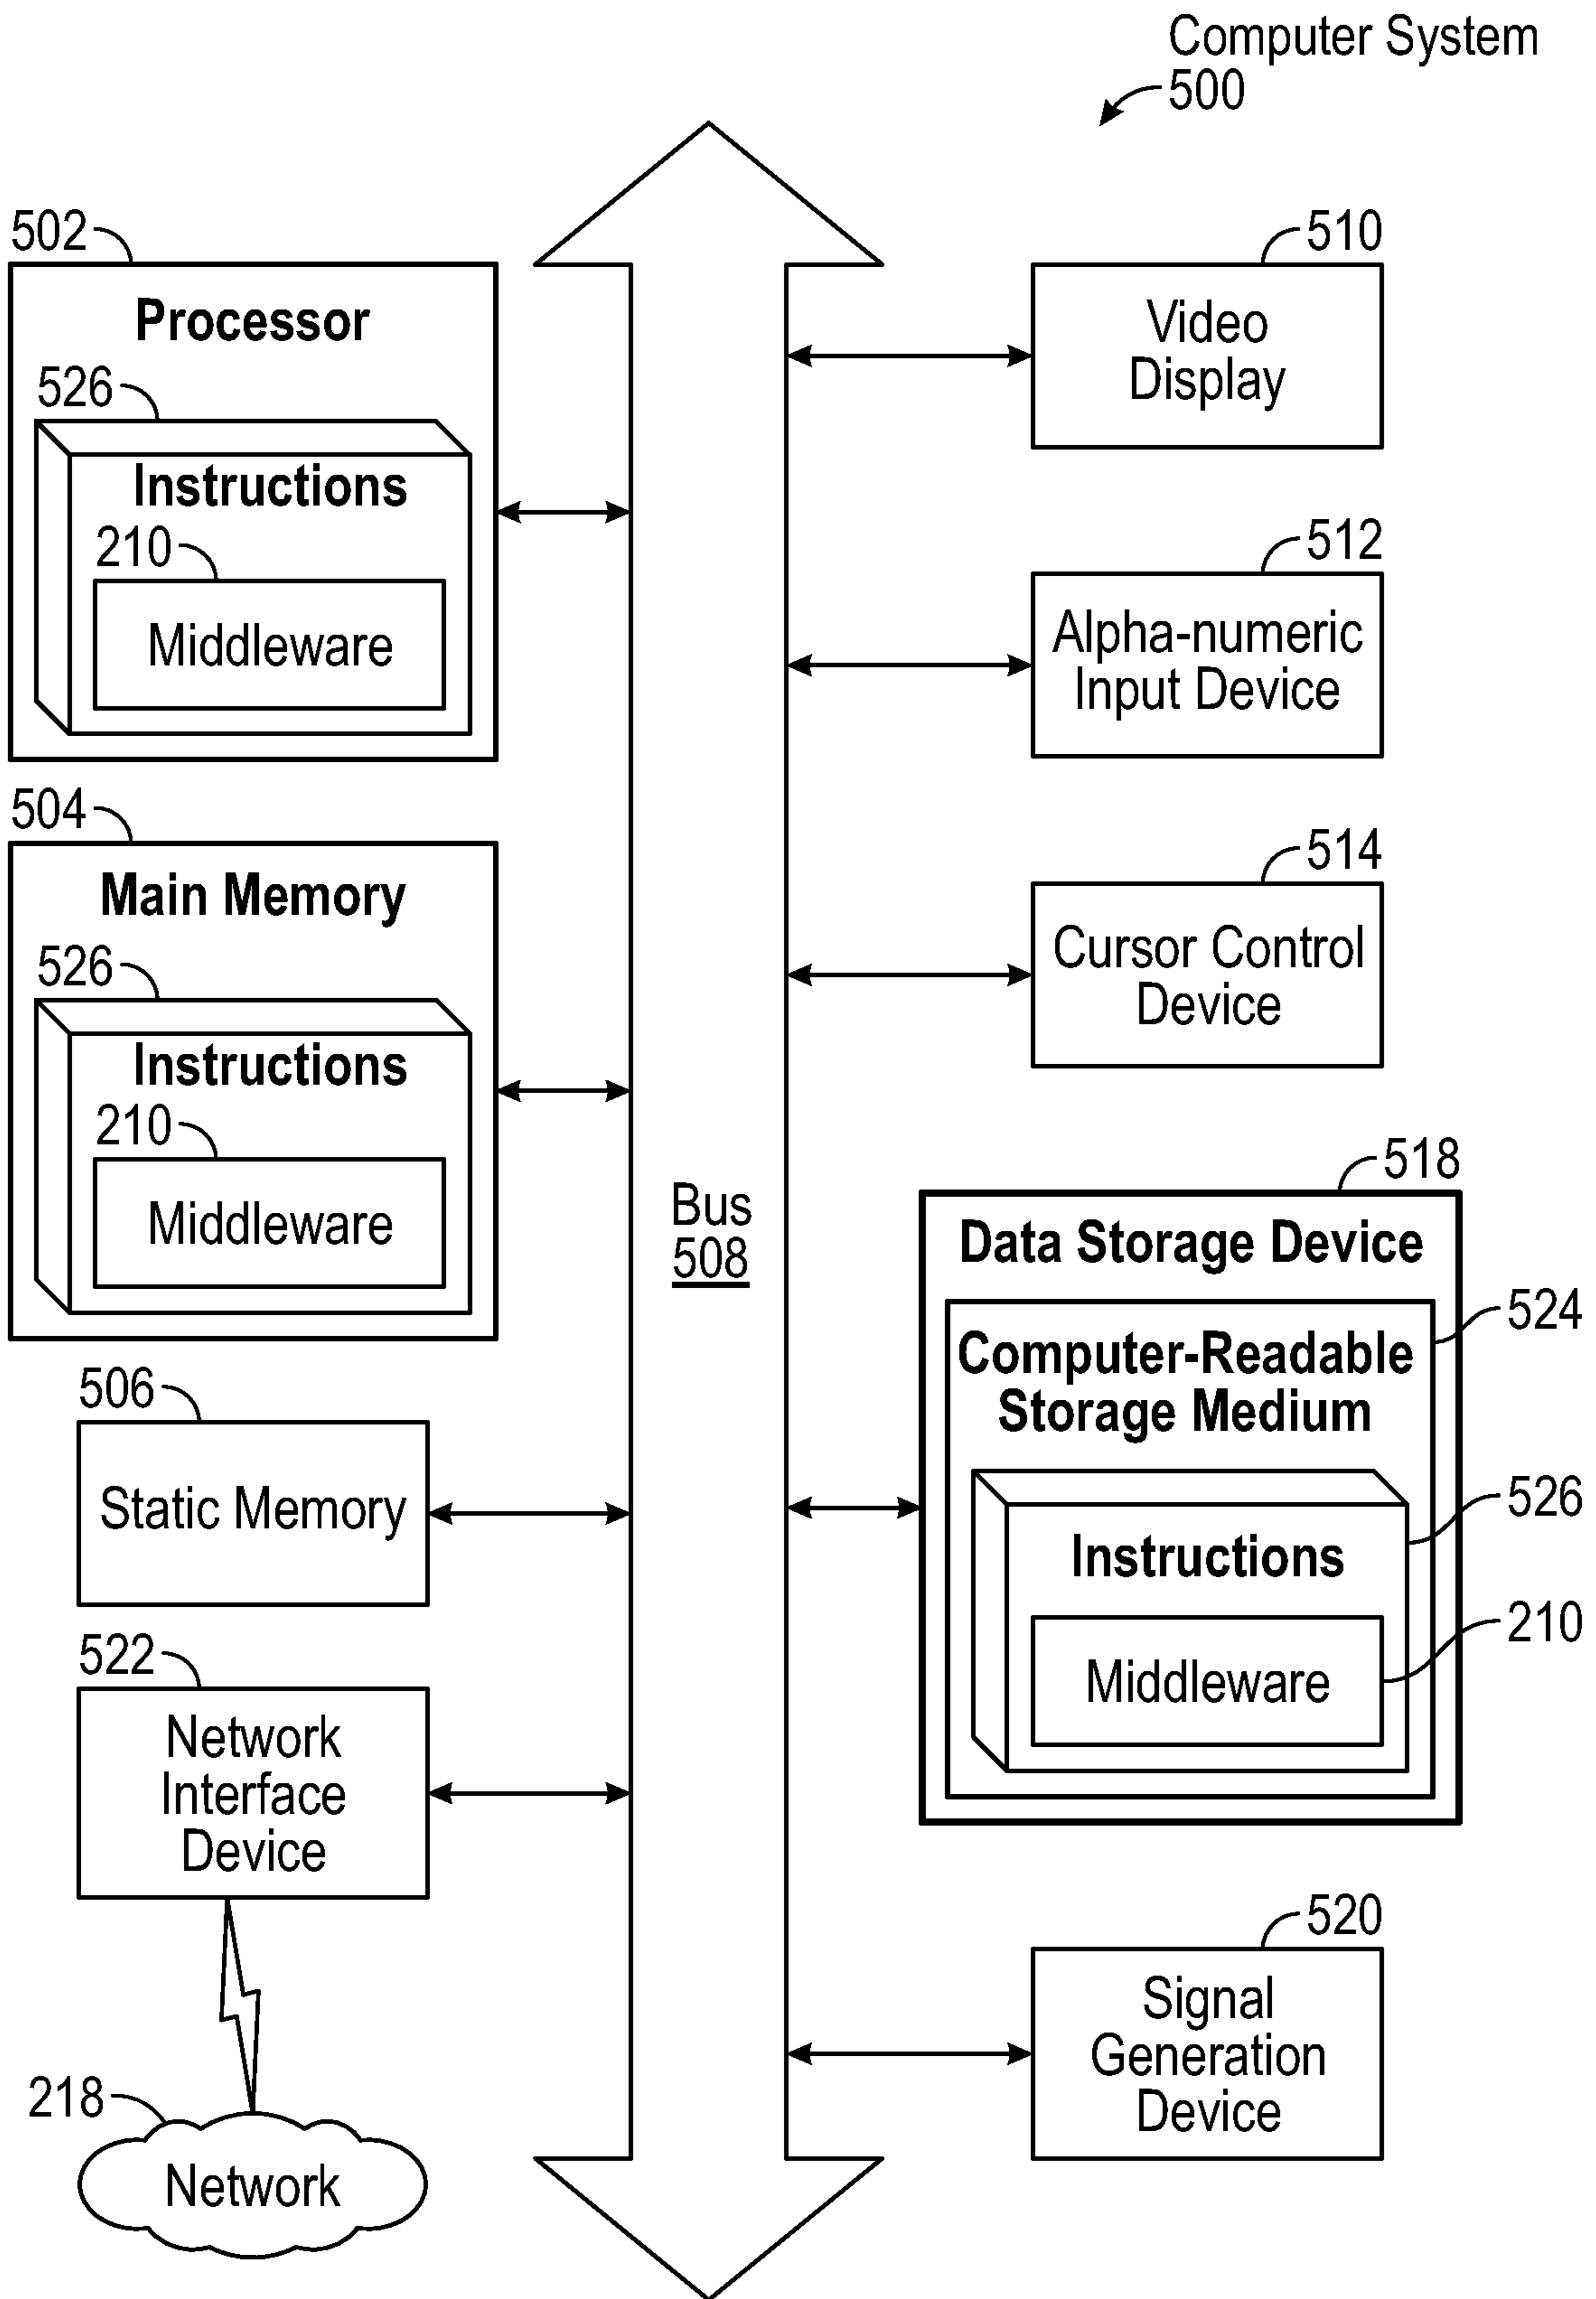 Computer System
500
502
Processor
526
Instructions
210
Middleware
504
Main Memory
526
Instructions
210
Middleware
506
Static Memory
522
Network
Interface
Device
218
Network
Bus
508
510
Video
Display
512
Alpha-numeric
Input Device
514
Cursor Control
Device
518
Data Storage Device
524
Computer-Readable
Storage Medium
526
Instructions
210
Middleware
520
Signal
Generation
Device